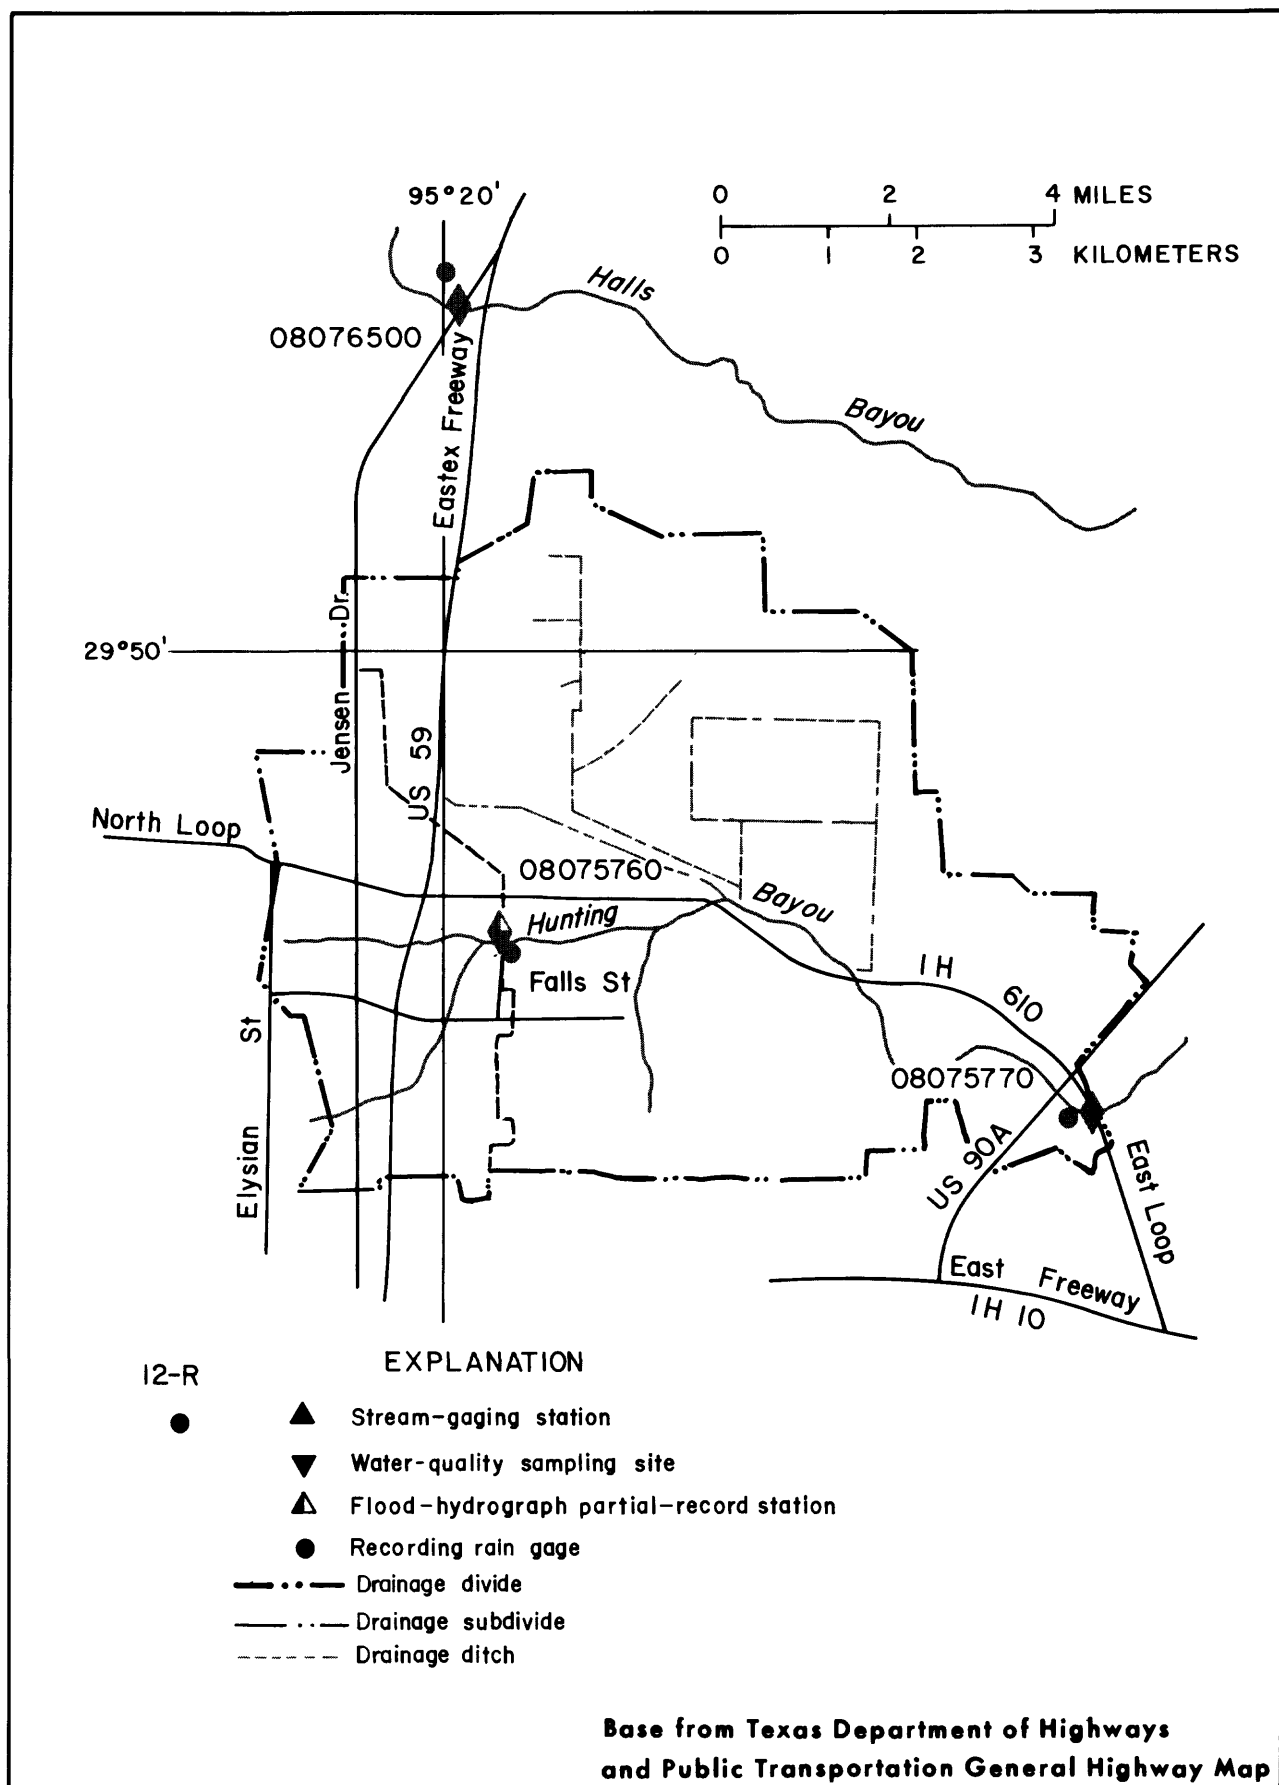 95°20'
0 2 4 MILES
0 1 2 3 KILOMETERS
Halls
08076500
Eastex Freeway
Bayou
Jensen Dr.
29°50'
US 59
North Loop
08075760
Hunting
Bayou
Falls St
IH
610
Elysian St
08075770
US 90A
East Loop
East Freeway
IH 10
EXPLANATION
12-R
Stream-gaging station
Water-quality sampling site
Flood-hydrograph partial-record station
Recording rain gage
Drainage divide
Drainage subdivide
Drainage ditch
Base from Texas Department of Highways
and Public Transportation General Highway Map